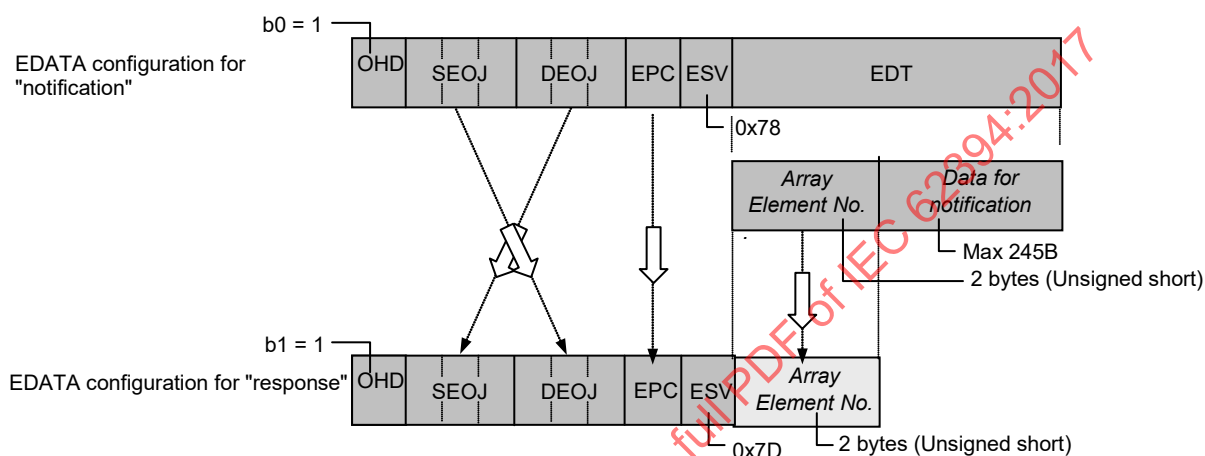 b0 = 1
EDATA configuration for
"notification"
OHD
SEOJ
DEOJ
EPC
ESV
EDT
0x78
Array
Element No.
Data for
notification
Max 245B
2 bytes (Unsigned short)
b1 = 1
EDATA configuration for "response"
OHD
SEOJ
DEOJ
EPC
ESV
Array
Element No.
0x7D
2 bytes (Unsigned short)
full PDF of IEC 62394:2017